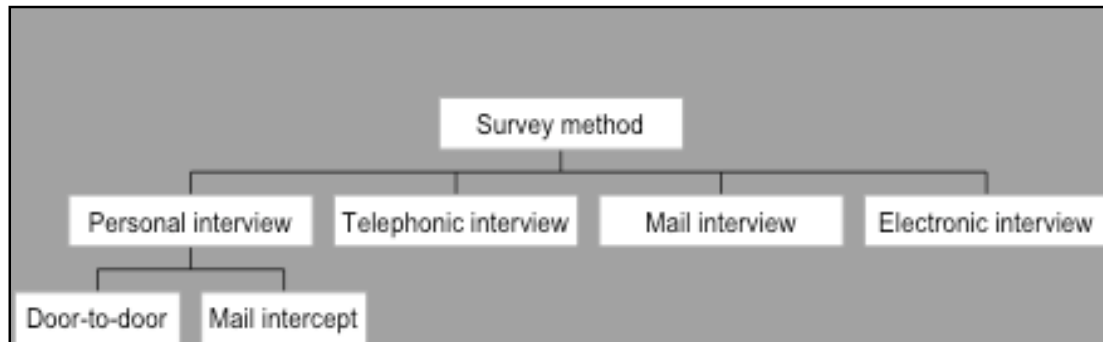 Survey method
Personal interview
Telephonic interview
Mail interview
Electronic interview
Door-to-door
Mail intercept